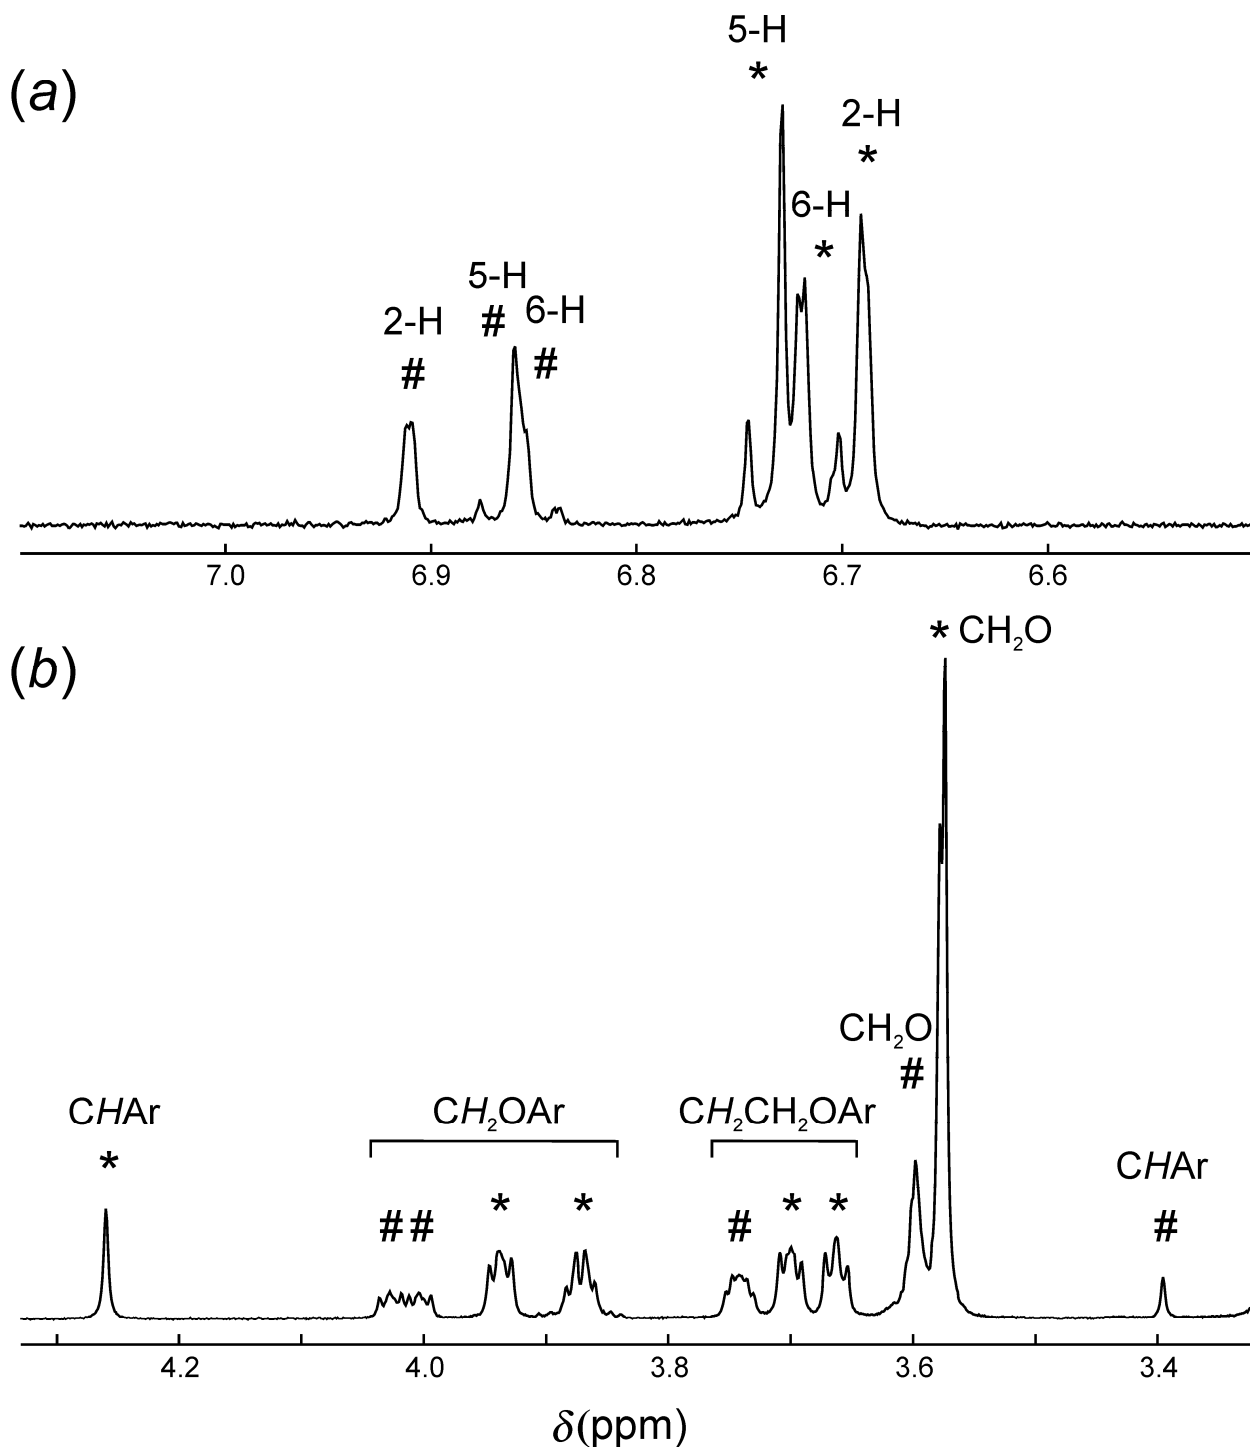 (a)
5-H
*
2-H
*
6-H
*
5-H
#
6-H
#
2-H
#
7.0 6.9 6.8 6.7 6.6
(b)
* CH₂O
CH₂O
#
CHAr
*
CH₂OAr
# # * *
CH₂CH₂OAr
# * *
CHAr
#
4.2 4.0 3.8 3.6 3.4
δ(ppm)